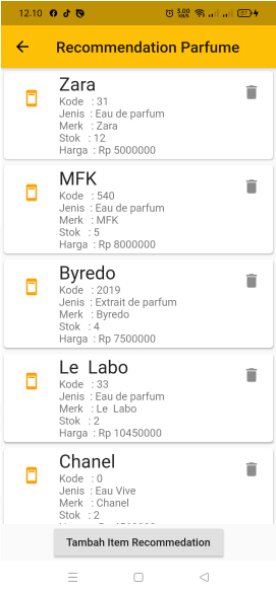 12.10
3.00
Recommendation Parfume
Zara
Kode : 31
Jenis : Eau de parfum
Merk : Zara
Stok : 12
Harga : Rp 5000000
MFK
Kode : 540
Jenis : Eau de parfum
Merk : MFK
Stok : 5
Harga : Rp 8000000
Byredo
Kode : 2019
Jenis : Extrait de parfum
Merk : Byredo
Stok : 4
Harga : Rp 7500000
Le Labo
Kode : 33
Jenis : Eau de parfum
Merk : Le Labo
Stok : 2
Harga : Rp 10450000
Chanel
Kode : 0
Jenis : Eau Vive
Merk : Chanel
Stok : 2
Tambah Item Recommedation